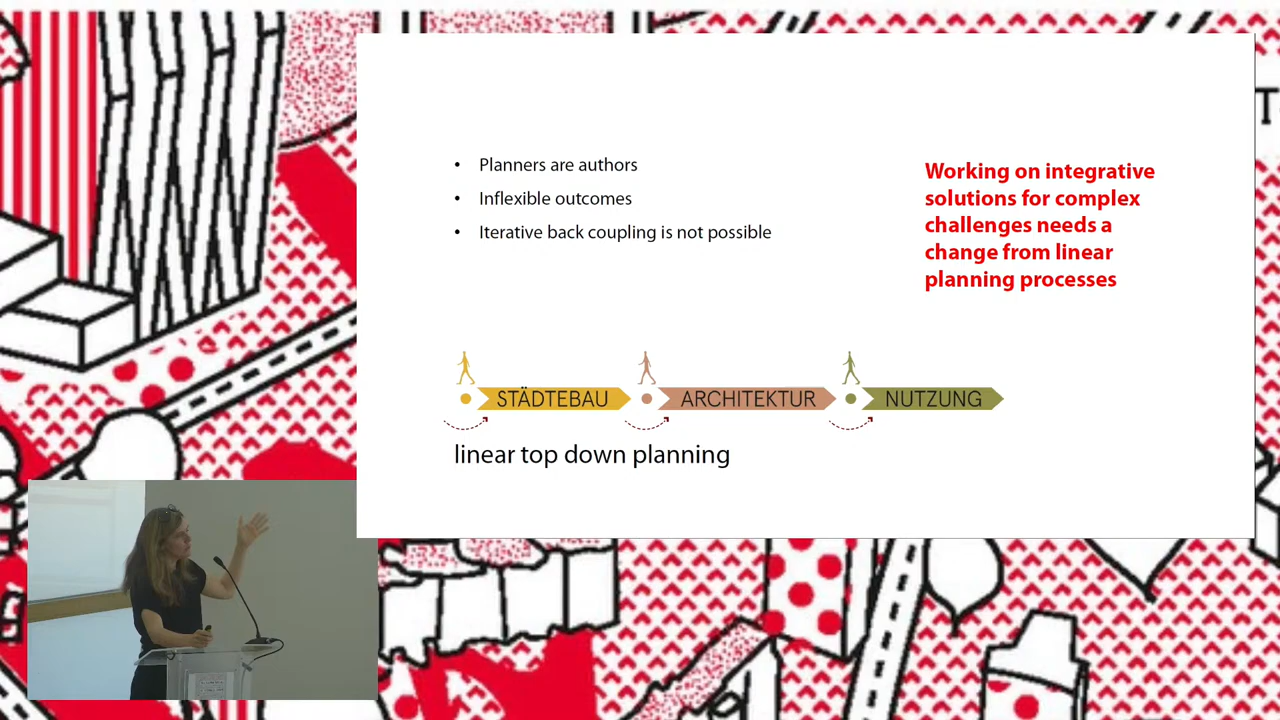 • Planners are authors
• Inflexible outcomes
• Iterative back coupling is not possible
Working on integrative
solutions for complex
challenges needs a
change from linear
planning processes
STÄDTEBAU
ARCHITEKTUR
NUTZUNG
linear top down planning